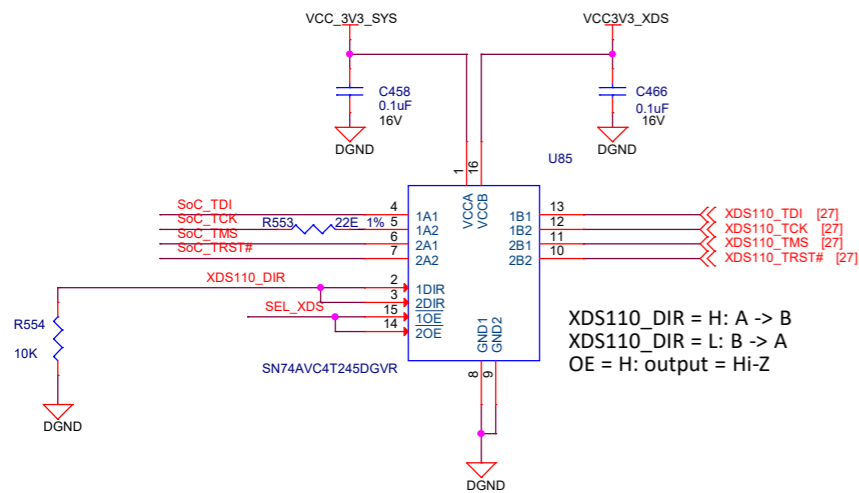 VCC_3V3_SYS
VCC3V3_XDS
C458
0.1uF
16V
DGND
C466
0.1uF
16V
DGND
U85
1
16
VCCA
VCCB
SoC_TDI
4
1A1
1B1
13
XDS110_TDI [27]
SoC_TCK
R553
22E_1%
5
1A2
1B2
12
XDS110_TCK [27]
SoC_TMS
6
2A1
2B1
11
XDS110_TMS [27]
SoC_TRST#
7
2A2
2B2
10
XDS110_TRST# [27]
XDS110_DIR
2
1DIR
3
2DIR
SEL_XDS
15
1OE
14
2OE
R554
10K
DGND
GND1
GND2
8
9
SN74AVC4T245DGVR
DGND
XDS110_DIR = H: A -> B
XDS110_DIR = L: B -> A
OE = H: output = Hi-Z